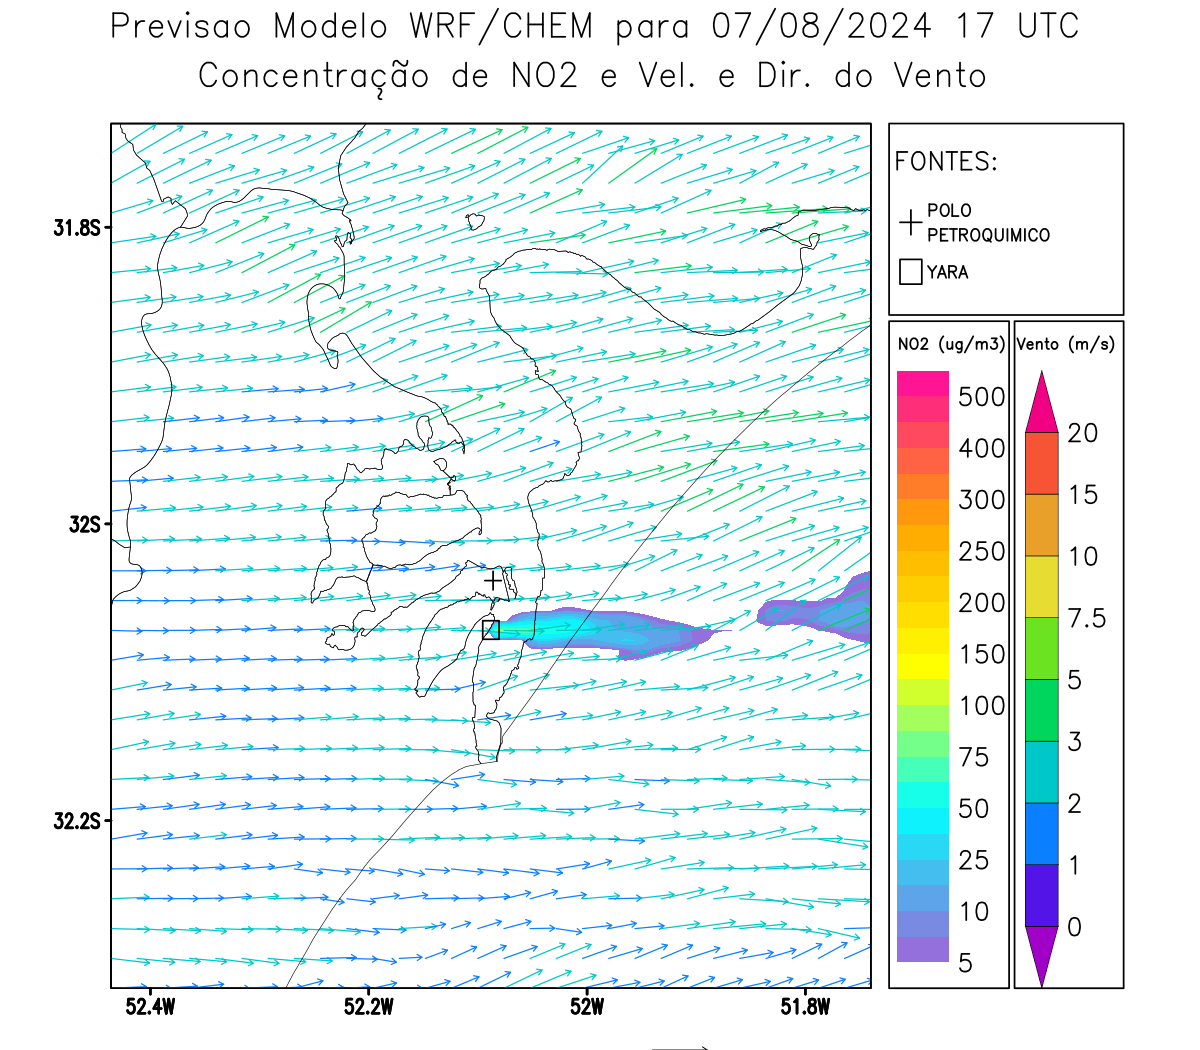 Previsao Modelo WRF/CHEM para 07/08/2024 17 UTC
Concentração de NO2 e Vel. e Dir. do Vento
FONTES:
POLO
PETROQUIMICO
YARA
NO2 (ug/m3)
500
400
300
250
200
150
100
75
50
25
10
5
Vento (m/s)
20
15
10
7.5
5
3
2
1
0
31.8S
32S
32.2S
52.4W
52.2W
52W
51.8W